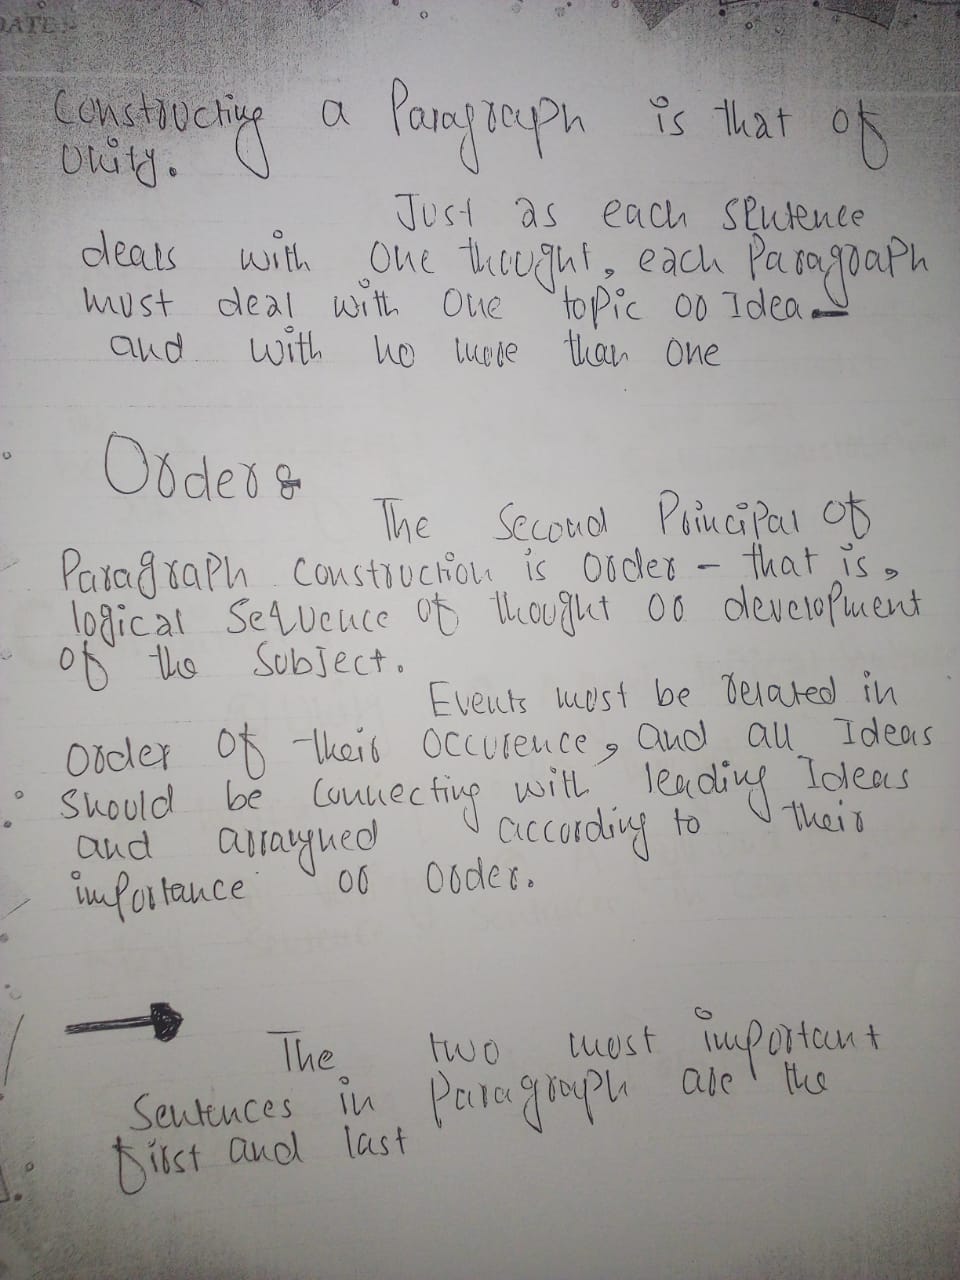 DATE:-
Constructing a Paragraph is that of
Unity.
Just as each sentence
deals with one thought, each Paragraph
must deal with one topic or Idea -
and with no more than one
Order :
The Second Principal of
Paragraph construction is order - that is,
logical Sequence of thought or development
of the Subject.
Events must be related in
order of their occurence, and all Ideas
should be connecting with leading Ideas
and arrangned according to their
importance or order.
The two most important
Sentences in Paragraph are the
first and last